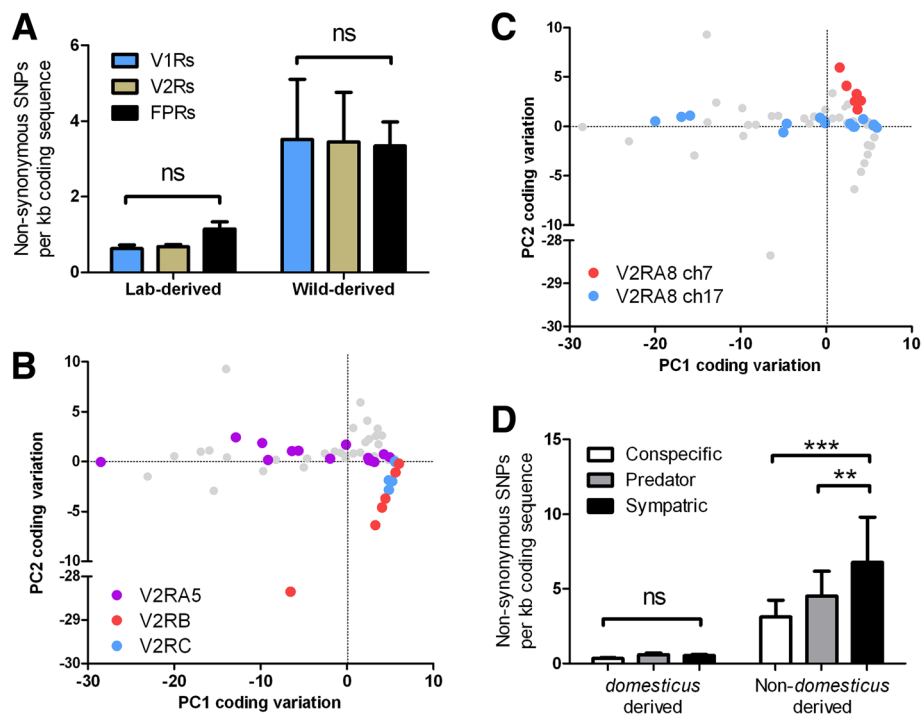 A
Non-synonymous SNPs
per kb coding sequence
6
4
2
0
V1Rs
V2Rs
FPRs
ns
ns
Lab-derived
Wild-derived
B
PC2 coding variation
10
5
0
-5
-10
-28
-29
-30
V2RA5
V2RB
V2RC
-30
-20
-10
0
10
PC1 coding variation
C
PC2 coding variation
10
5
0
-5
-10
-28
-29
-30
V2RA8 ch7
V2RA8 ch17
-30
-20
-10
0
10
PC1 coding variation
D
Non-synonymous SNPs
per kb coding sequence
15
10
5
0
Conspecific
Predator
Sympatric
***
**
ns
domesticus
derived
Non-domesticus
derived